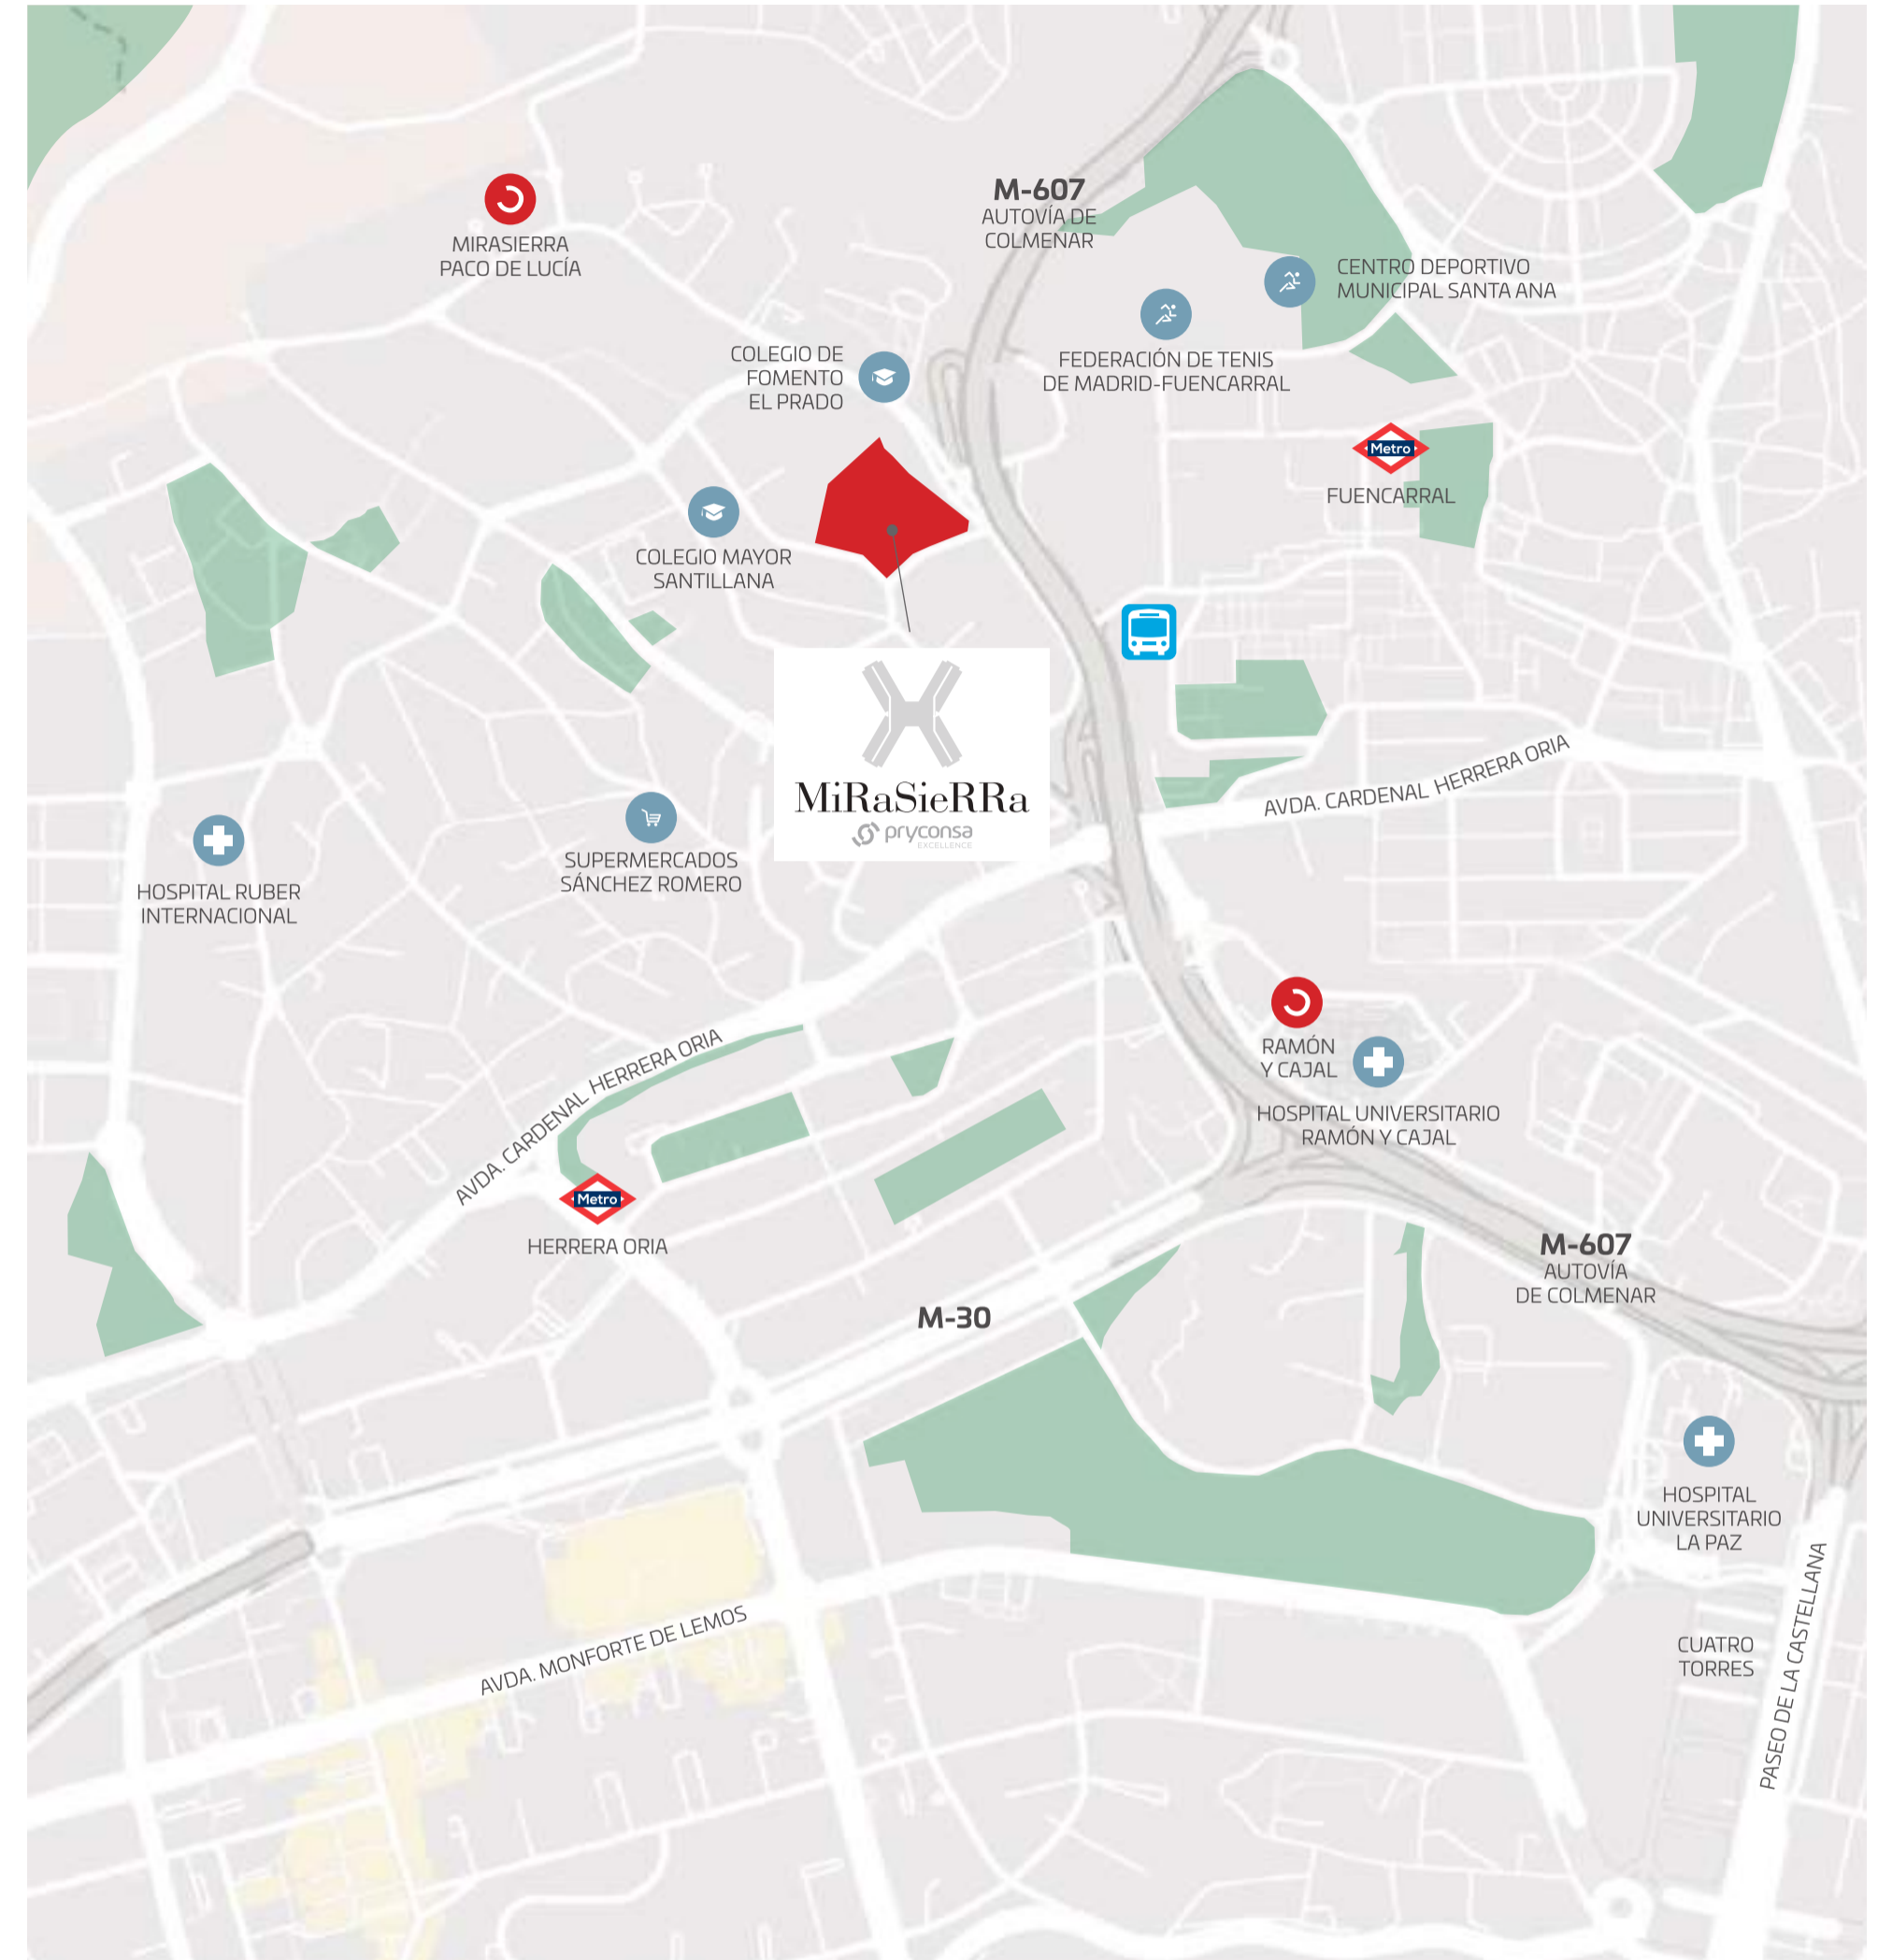 M-607
AUTOVÍA DE
COLMENAR
MIRASIERRA
PACO DE LUCÍA
CENTRO DEPORTIVO
MUNICIPAL SANTA ANA
COLEGIO DE
FOMENTO
EL PRADO
FEDERACIÓN DE TENIS
DE MADRID-FUENCARRAL
Metro
FUENCARRAL
COLEGIO MAYOR
SANTILLANA
MiRaSieRRa
pryconsa
EXCELLENCE
AVDA. CARDENAL HERRERA ORIA
SUPERMERCADOS
SÁNCHEZ ROMERO
HOSPITAL RUBER
INTERNACIONAL
RAMÓN
Y CAJAL
HOSPITAL UNIVERSITARIO
RAMÓN Y CAJAL
AVDA. CARDENAL HERRERA ORIA
Metro
HERRERA ORIA
M-607
AUTOVÍA
DE COLMENAR
M-30
HOSPITAL
UNIVERSITARIO
LA PAZ
AVDA. MONFORTE DE LEMOS
CUATRO
TORRES
PASEO DE LA CASTELLANA